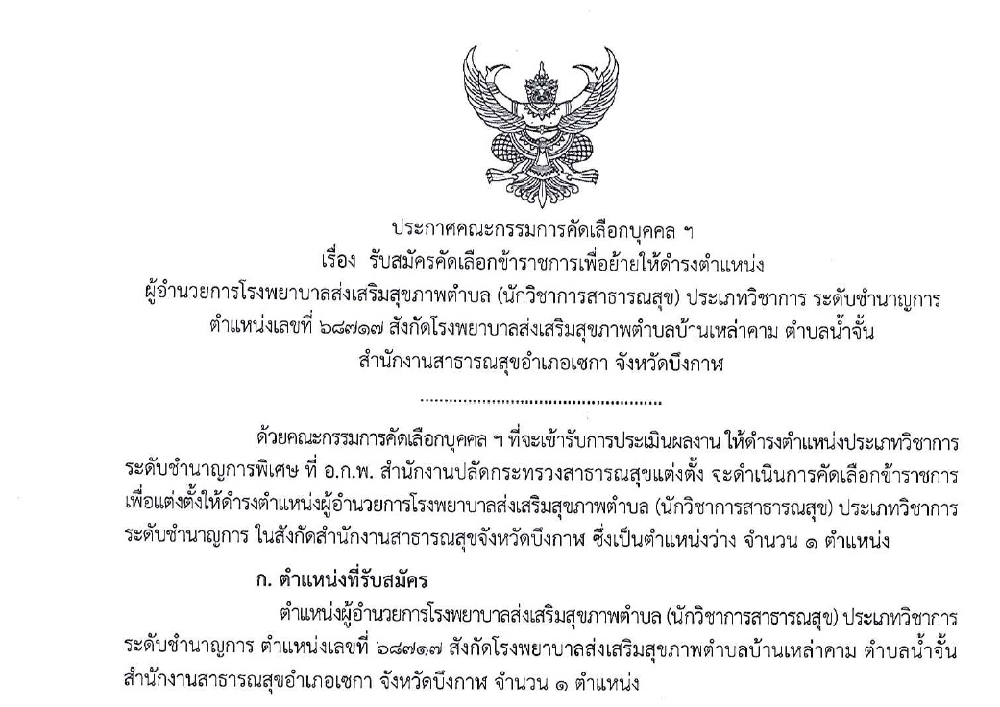 ประกาศคณะกรรมการคัดเลือกบุคคล ฯ
เรื่อง รับสมัครคัดเลือกข้าราชการเพื่อย้ายให้ดำรงตำแหน่ง
ผู้อำนวยการโรงพยาบาลส่งเสริมสุขภาพตำบล (นักวิชาการสาธารณสุข) ประเภทวิชาการ ระดับชำนาญการ
ตำแหน่งเลขที่ ๖๘๗๑๗ สังกัดโรงพยาบาลส่งเสริมสุขภาพตำบลบ้านเหล่าคาม ตำบลน้ำจั้น
สำนักงานสาธารณสุขอำเภอเซกา จังหวัดบึงกาฬ
..................................................
ด้วยคณะกรรมการคัดเลือกบุคคล ฯ ที่จะเข้ารับการประเมินผลงาน ให้ดำรงตำแหน่งประเภทวิชาการ
ระดับชำนาญการพิเศษ ที่ อ.ก.พ. สำนักงานปลัดกระทรวงสาธารณสุขแต่งตั้ง จะดำเนินการคัดเลือกข้าราชการ
เพื่อแต่งตั้งให้ดำรงตำแหน่งผู้อำนวยการโรงพยาบาลส่งเสริมสุขภาพตำบล (นักวิชาการสาธารณสุข) ประเภทวิชาการ
ระดับชำนาญการ ในสังกัดสำนักงานสาธารณสุขจังหวัดบึงกาฬ ซึ่งเป็นตำแหน่งว่าง จำนวน ๑ ตำแหน่ง
ก. ตำแหน่งที่รับสมัคร
ตำแหน่งผู้อำนวยการโรงพยาบาลส่งเสริมสุขภาพตำบล (นักวิชาการสาธารณสุข) ประเภทวิชาการ
ระดับชำนาญการ ตำแหน่งเลขที่ ๖๘๗๑๗ สังกัดโรงพยาบาลส่งเสริมสุขภาพตำบลบ้านเหล่าคาม ตำบลน้ำจั้น
สำนักงานสาธารณสุขอำเภอเซกา จังหวัดบึงกาฬ จำนวน ๑ ตำแหน่ง